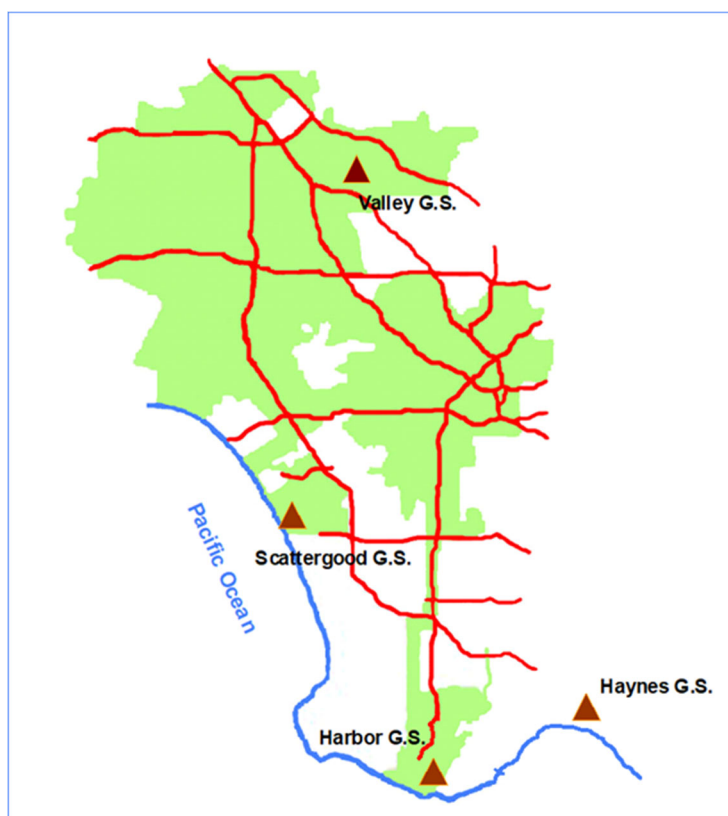 Valley G.S.
Pacific Ocean
Scattergood G.S.
Haynes G.S.
Harbor G.S.